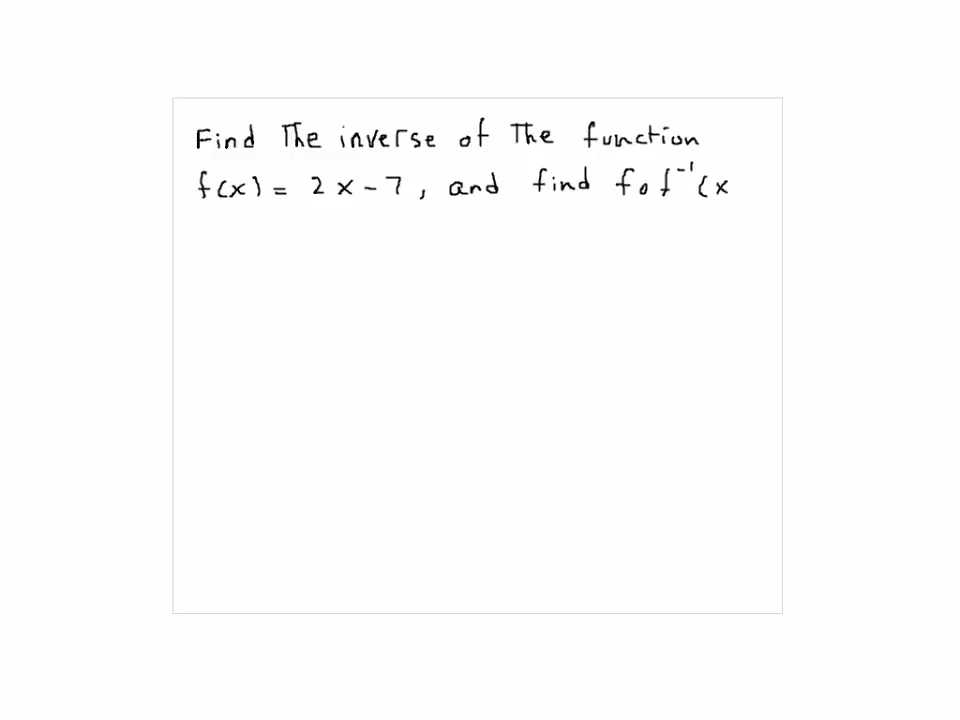 Find The inverse of The function
f(x) = 2x - 7, and find f o f⁻¹(x